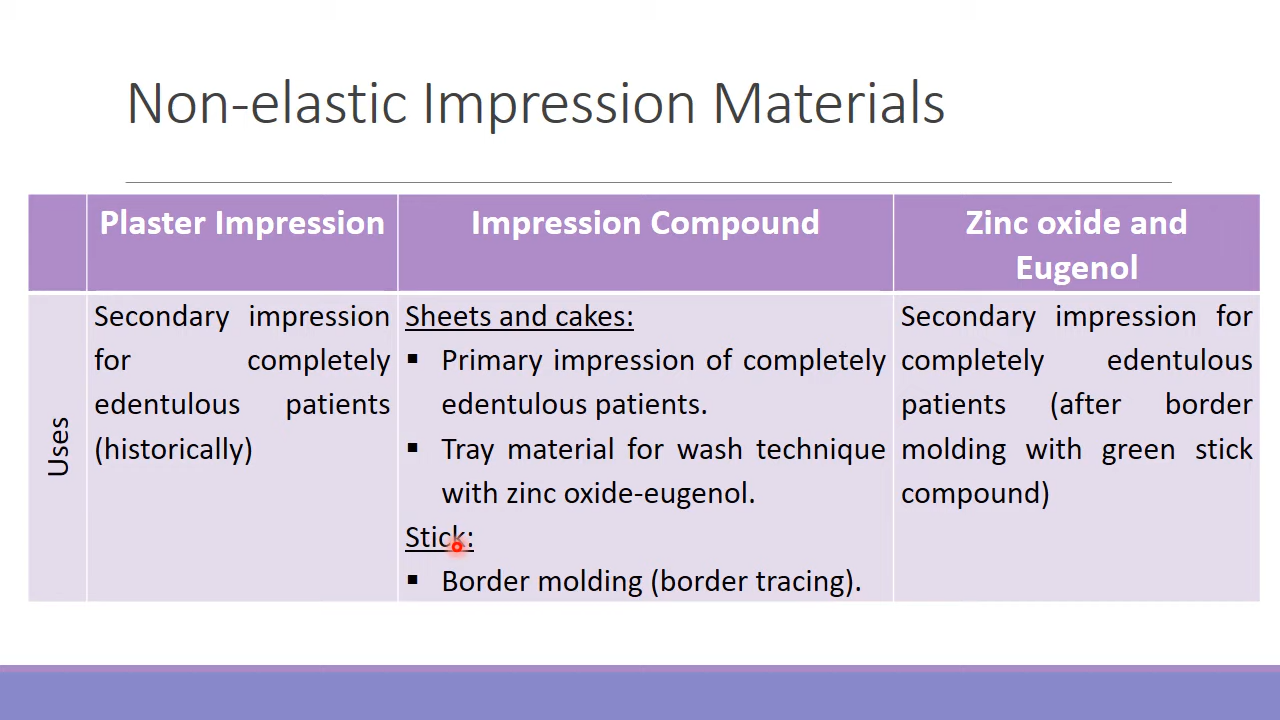 Non-elastic Impression Materials
Plaster Impression
Impression Compound
Zinc oxide and
Eugenol
Uses
Secondary impression
for completely
edentulous patients
(historically)
Sheets and cakes:
▪ Primary impression of completely
edentulous patients.
▪ Tray material for wash technique
with zinc oxide-eugenol.
Stick:
▪ Border molding (border tracing).
Secondary impression for
completely edentulous
patients (after border
molding with green stick
compound)